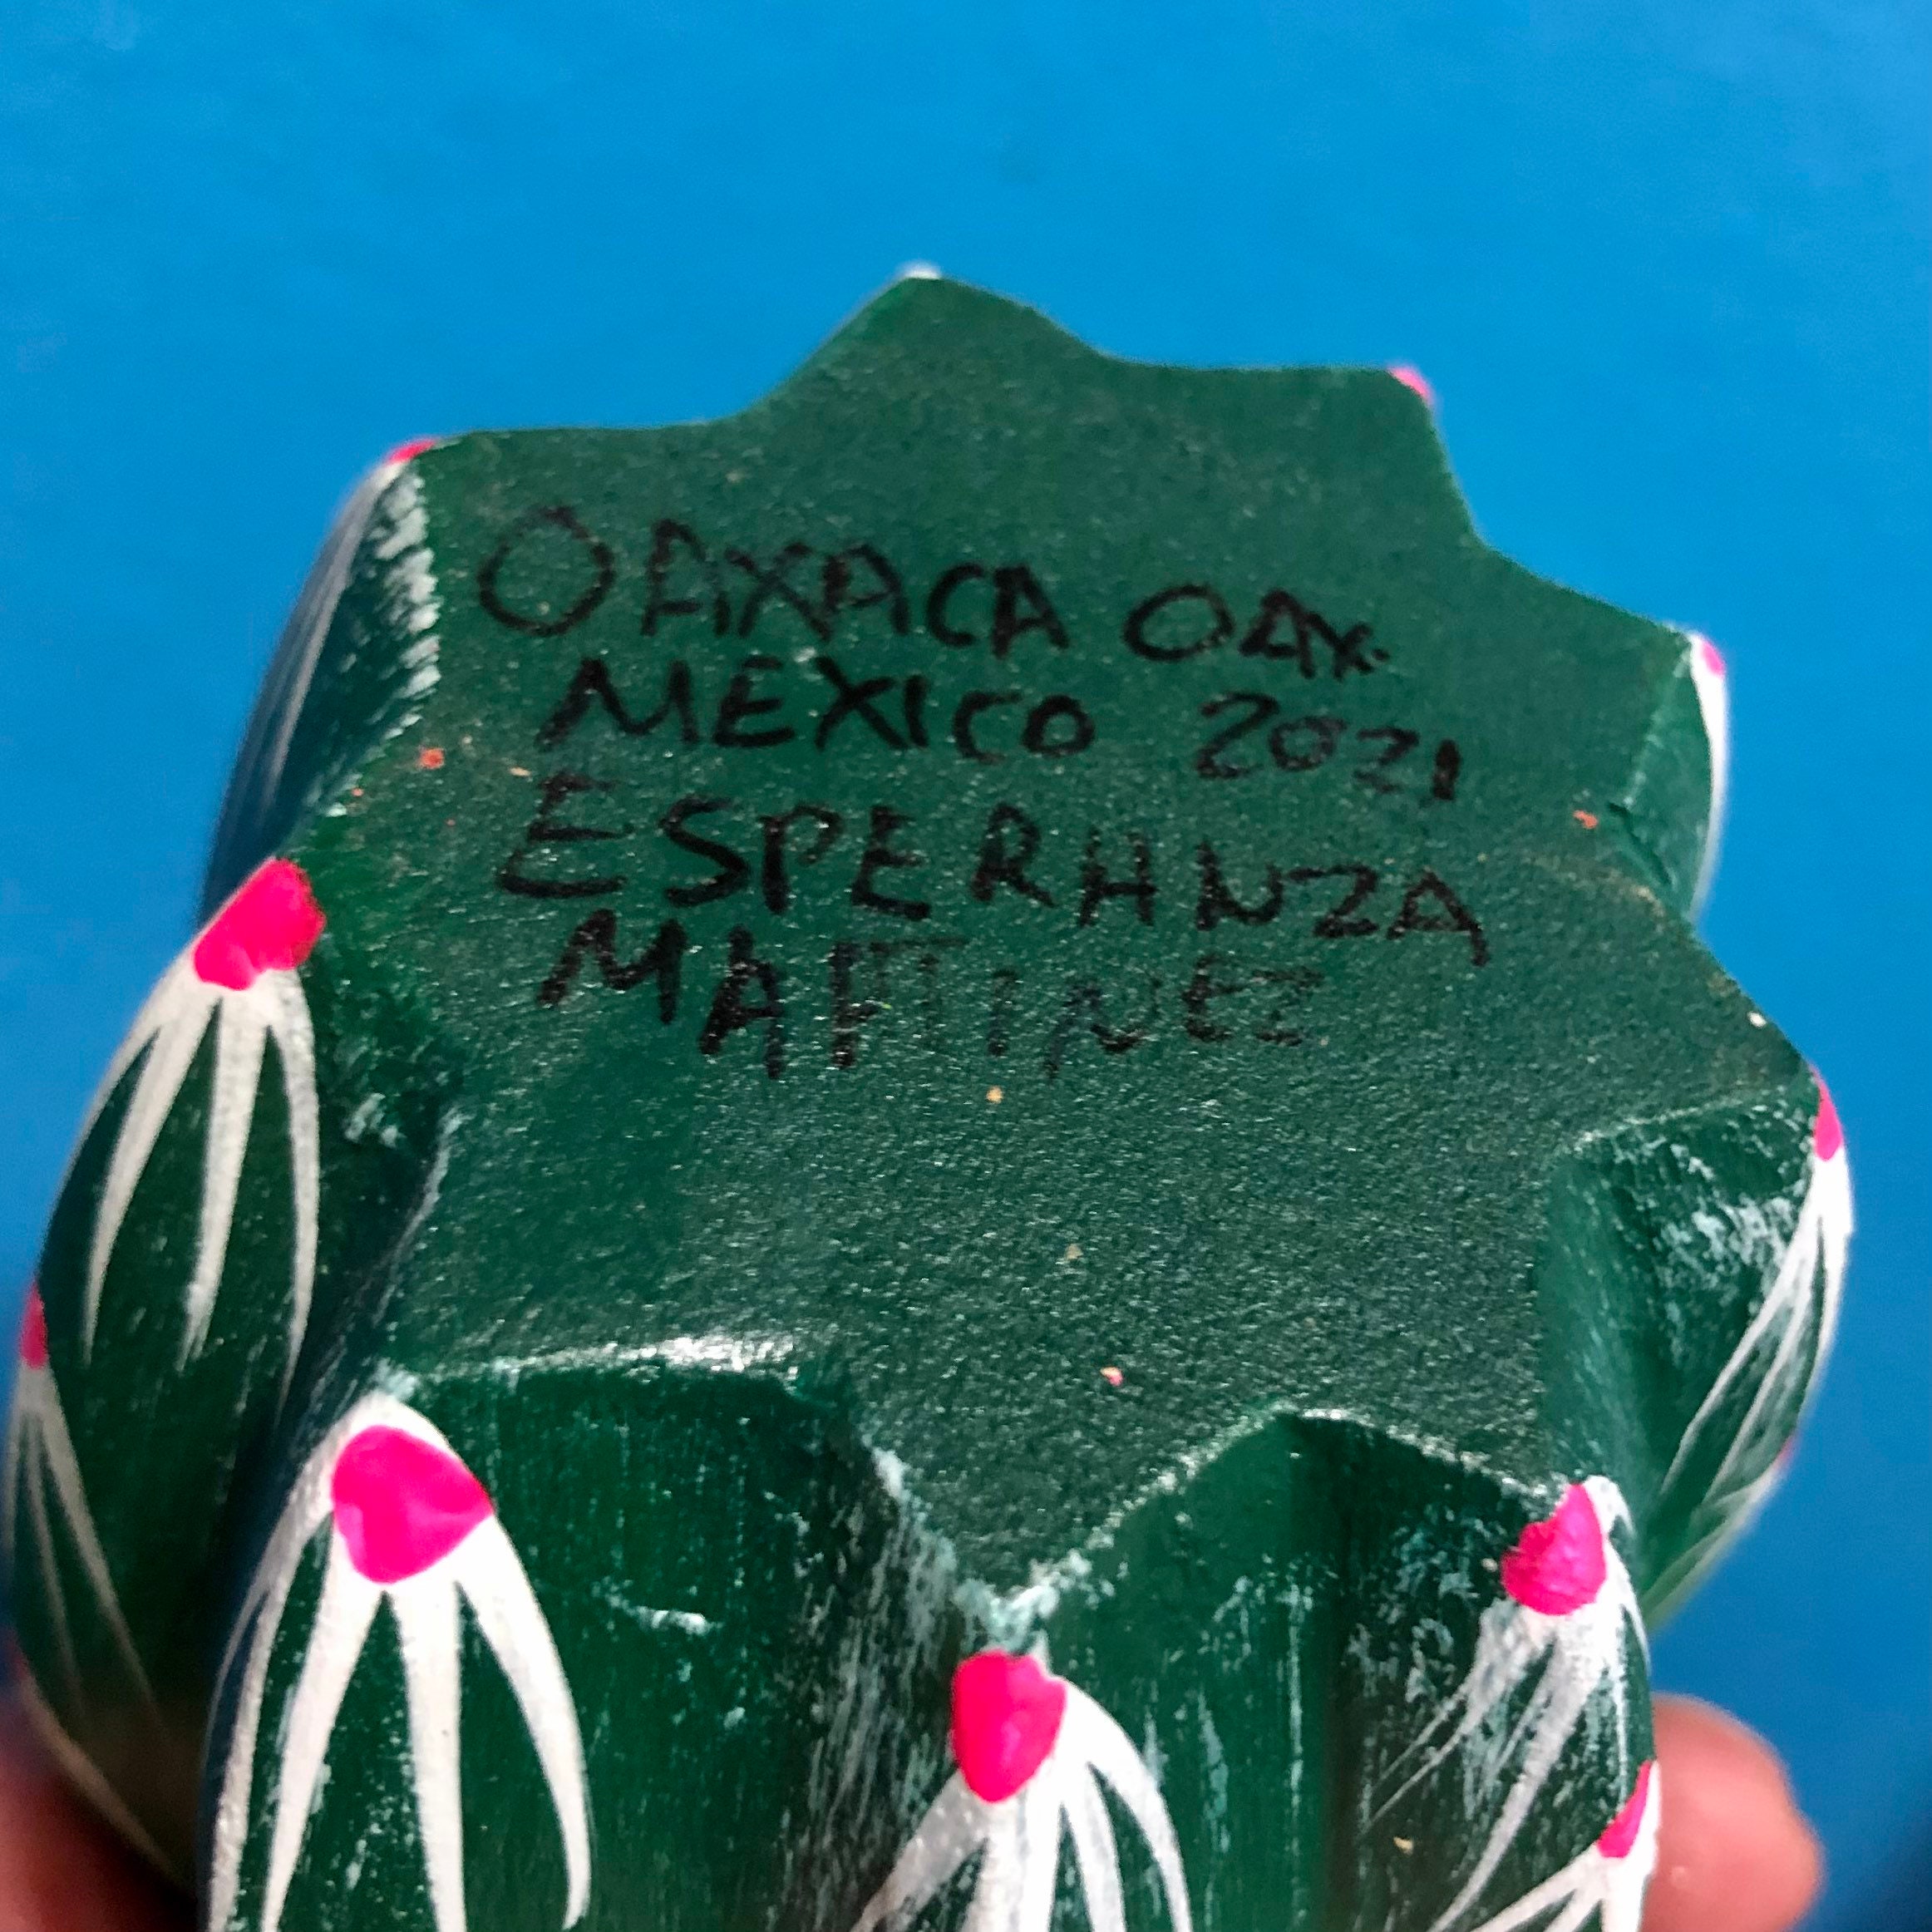 OAXACA OAX.
MEXICO 2021
ESPERANZA
MARTINEZ